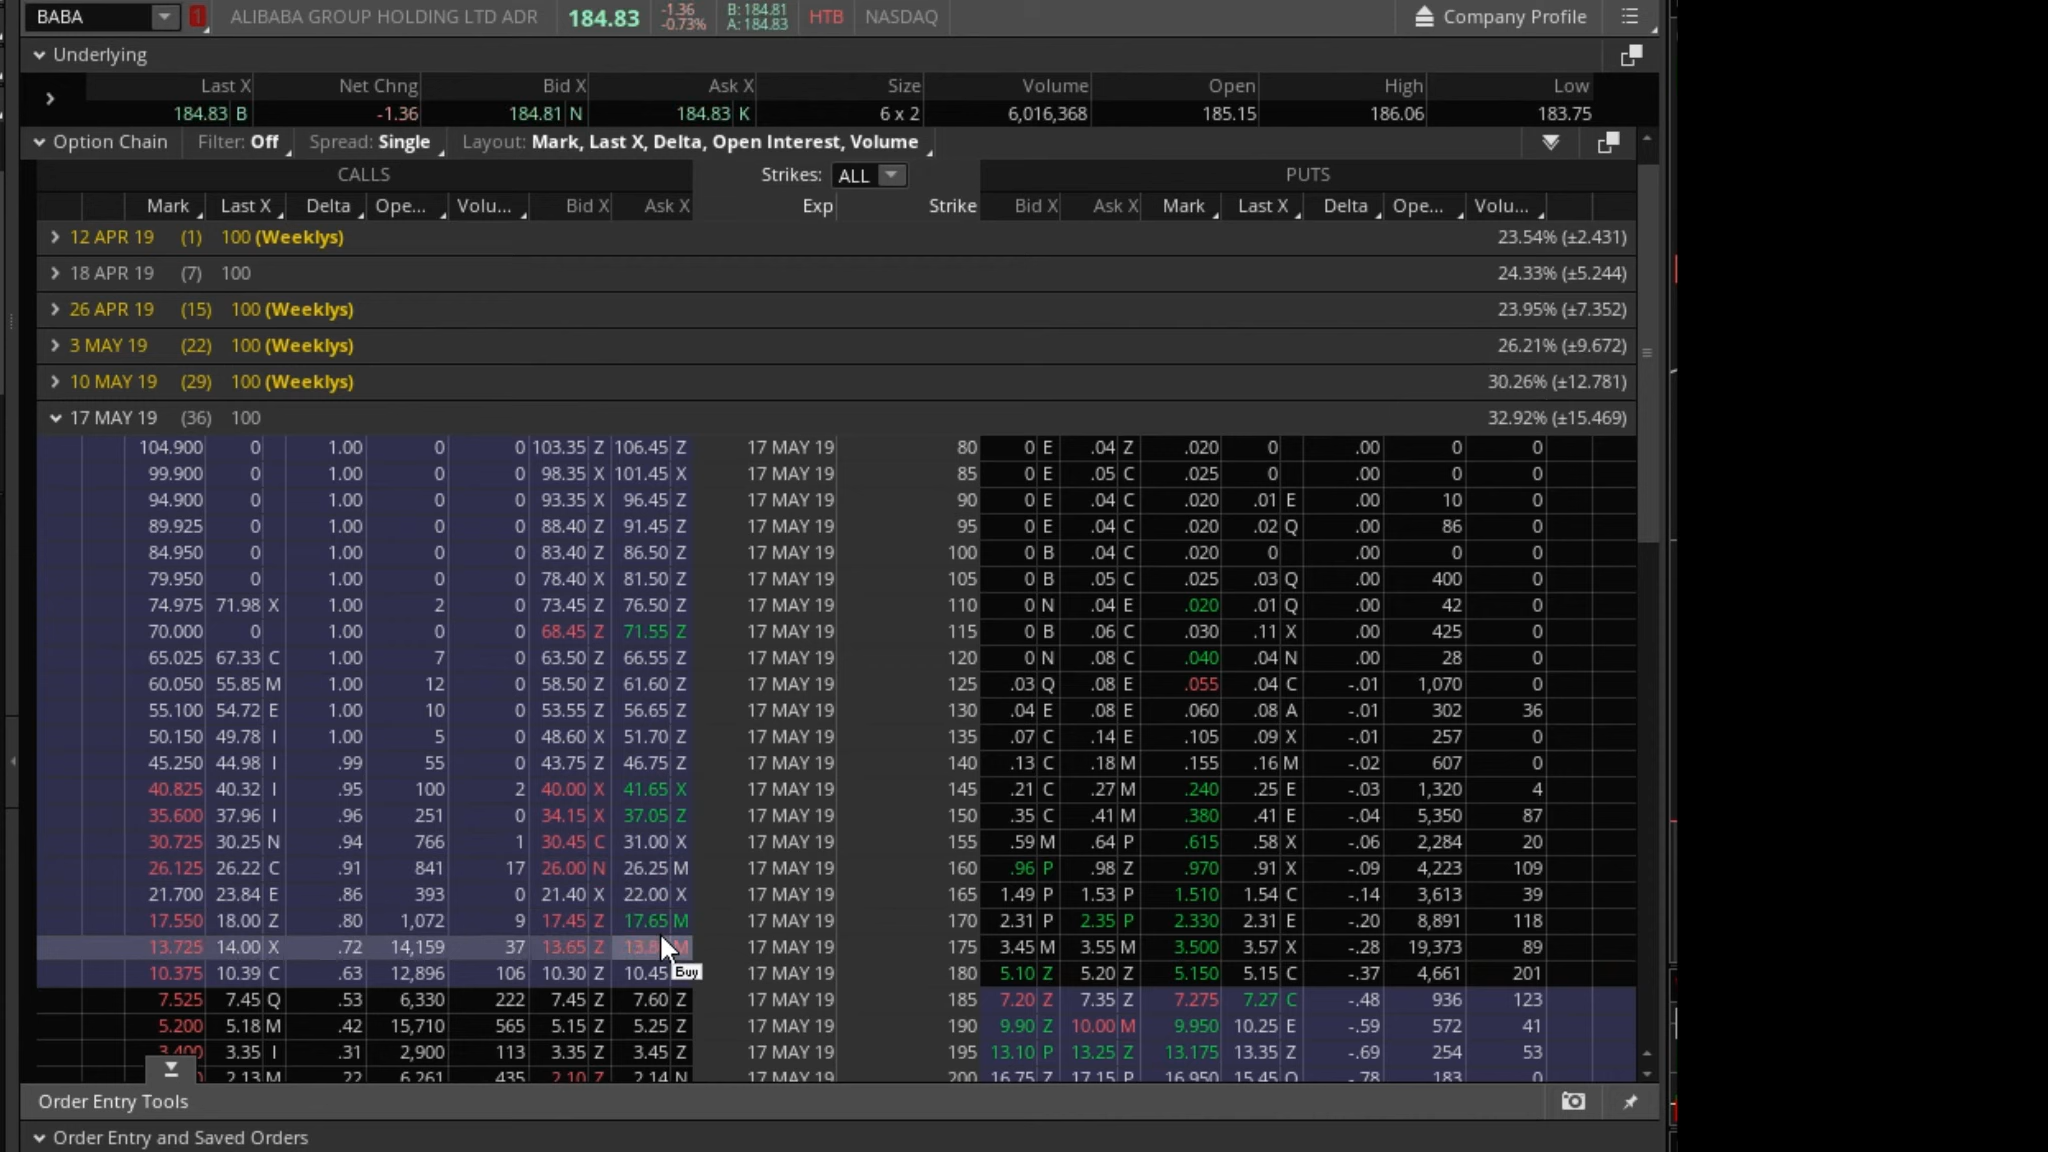 BABA 1 ALIBABA GROUP HOLDING LTD ADR 184.83 -1.36 -0.73% B: 184.81 A: 184.83 HTB NASDAQ Company Profile
Underlying
Last X Net Chng Bid X Ask X Size Volume Open High Low
184.83 B -1.36 184.81 N 184.83 K 6 x 2 6,016,368 185.15 186.06 183.75
Option Chain Filter: Off Spread: Single Layout: Mark, Last X, Delta, Open Interest, Volume
CALLS Strikes: ALL PUTS
Mark Last X Delta Ope... Volu... Bid X Ask X Exp Strike Bid X Ask X Mark Last X Delta Ope... Volu...
12 APR 19 (1) 100 (Weeklys) 23.54% (±2.431)
18 APR 19 (7) 100 24.33% (±5.244)
26 APR 19 (15) 100 (Weeklys) 23.95% (±7.352)
3 MAY 19 (22) 100 (Weeklys) 26.21% (±9.672)
10 MAY 19 (29) 100 (Weeklys) 30.26% (±12.781)
17 MAY 19 (36) 100 32.92% (±15.469)
104.900 0 1.00 0 0 103.35 Z 106.45 Z 17 MAY 19 80 0 E .04 Z .020 0 .00 0 0
99.900 0 1.00 0 0 98.35 X 101.45 X 17 MAY 19 85 0 E .05 C .025 0 .00 0 0
94.900 0 1.00 0 0 93.35 X 96.45 Z 17 MAY 19 90 0 E .04 C .020 .01 E .00 10 0
89.925 0 1.00 0 0 88.40 Z 91.45 Z 17 MAY 19 95 0 E .04 C .020 .02 Q .00 86 0
84.950 0 1.00 0 0 83.40 Z 86.50 Z 17 MAY 19 100 0 B .04 C .020 0 .00 0 0
79.950 0 1.00 0 0 78.40 X 81.50 Z 17 MAY 19 105 0 B .05 C .025 .03 Q .00 400 0
74.975 71.98 X 1.00 2 0 73.45 Z 76.50 Z 17 MAY 19 110 0 N .04 E .020 .01 Q .00 42 0
70.000 0 1.00 0 0 68.45 Z 71.55 Z 17 MAY 19 115 0 B .06 C .030 .11 X .00 425 0
65.025 67.33 C 1.00 7 0 63.50 Z 66.55 Z 17 MAY 19 120 0 N .08 C .040 .04 N .00 28 0
60.050 55.85 M 1.00 12 0 58.50 Z 61.60 Z 17 MAY 19 125 .03 Q .08 E .055 .04 C -.01 1,070 0
55.100 54.72 E 1.00 10 0 53.55 Z 56.65 Z 17 MAY 19 130 .04 E .08 E .060 .08 A -.01 302 36
50.150 49.78 I 1.00 5 0 48.60 X 51.70 Z 17 MAY 19 135 .07 C .14 E .105 .09 X -.01 257 0
45.250 44.98 I .99 55 0 43.75 Z 46.75 Z 17 MAY 19 140 .13 C .18 M .155 .16 M -.02 607 0
40.825 40.32 I .95 100 2 40.00 X 41.65 X 17 MAY 19 145 .21 C .27 M .240 .25 E -.03 1,320 4
35.600 37.96 I .96 251 0 34.15 X 37.05 Z 17 MAY 19 150 .35 C .41 M .380 .41 E -.04 5,350 87
30.725 30.25 N .94 766 1 30.45 C 31.00 X 17 MAY 19 155 .59 M .64 P .615 .58 X -.06 2,284 20
26.125 26.22 C .91 841 17 26.00 N 26.25 M 17 MAY 19 160 .96 P .98 Z .970 .91 X -.09 4,223 109
21.700 23.84 E .86 393 0 21.40 X 22.00 X 17 MAY 19 165 1.49 P 1.53 P 1.510 1.54 C -.14 3,613 39
17.550 18.00 Z .80 1,072 9 17.45 Z 17.65 M 17 MAY 19 170 2.31 P 2.35 P 2.330 2.31 E -.20 8,891 118
13.725 14.00 X .72 14,159 37 13.65 Z M 17 MAY 19 175 3.45 M 3.55 M 3.500 3.57 X -.28 19,373 89
10.375 10.39 C .63 12,896 106 10.30 Z 10.45 Buy 17 MAY 19 180 5.10 Z 5.20 Z 5.150 5.15 C -.37 4,661 201
7.525 7.45 Q .53 6,330 222 7.45 Z 7.60 Z 17 MAY 19 185 7.20 Z 7.35 Z 7.275 7.27 C -.48 936 123
5.200 5.18 M .42 15,710 565 5.15 Z 5.25 Z 17 MAY 19 190 9.90 Z 10.00 M 9.950 10.25 E -.59 572 41
3.400 3.35 I .31 2,900 113 3.35 Z 3.45 Z 17 MAY 19 195 13.10 P 13.25 Z 13.175 13.35 Z -.69 254 53
2.13 M .22 6,261 435 2.10 Z 2.14 N 17 MAY 19 200 16.75 Z 17.15 P 16.950 15.45 Q -.78 183 0
Order Entry Tools
Order Entry and Saved Orders